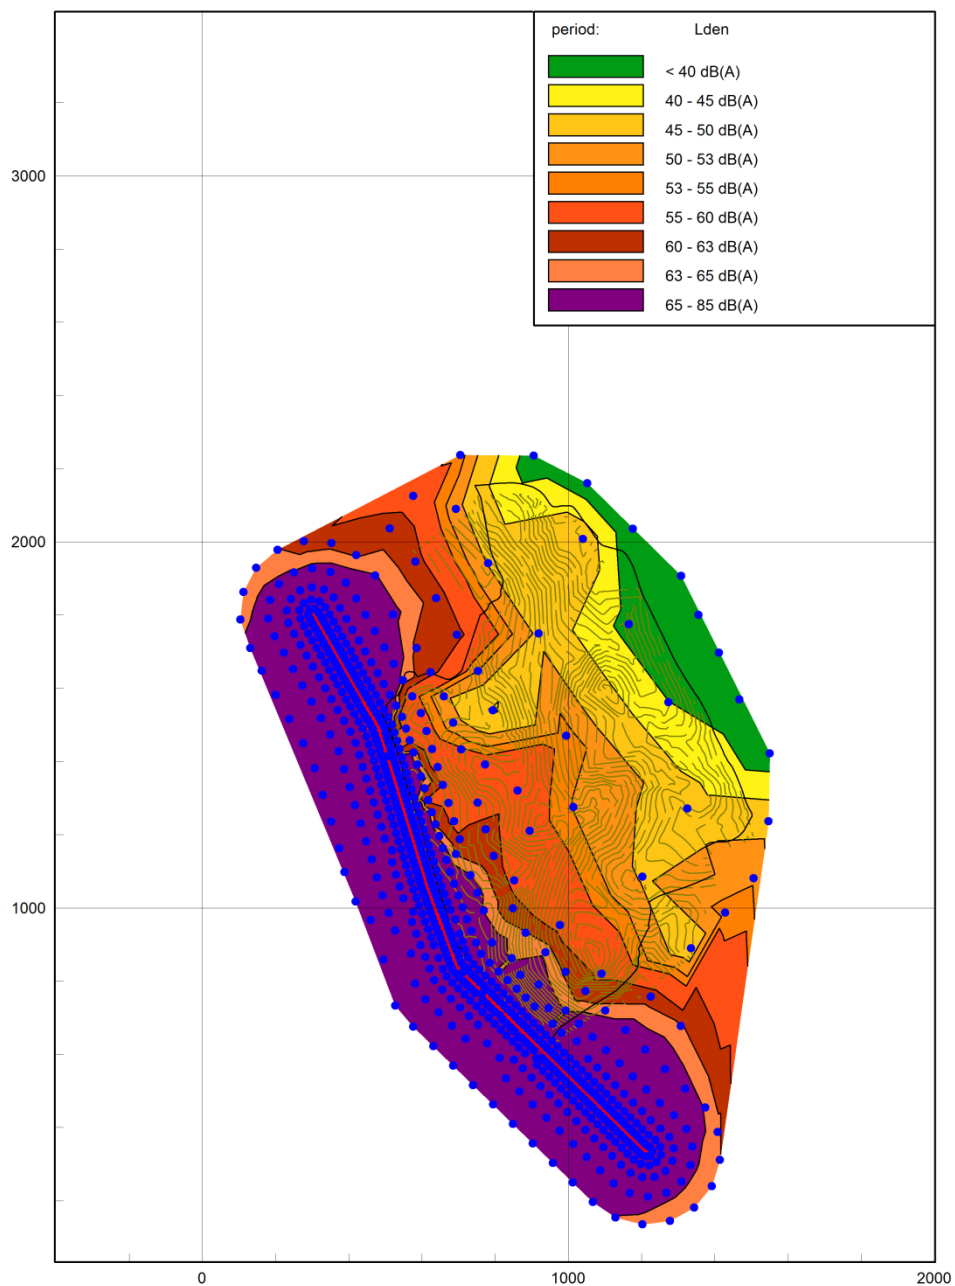 period: Lden
< 40 dB(A)
40 - 45 dB(A)
45 - 50 dB(A)
50 - 53 dB(A)
53 - 55 dB(A)
55 - 60 dB(A)
60 - 63 dB(A)
63 - 65 dB(A)
65 - 85 dB(A)
3000
2000
1000
0 1000 2000